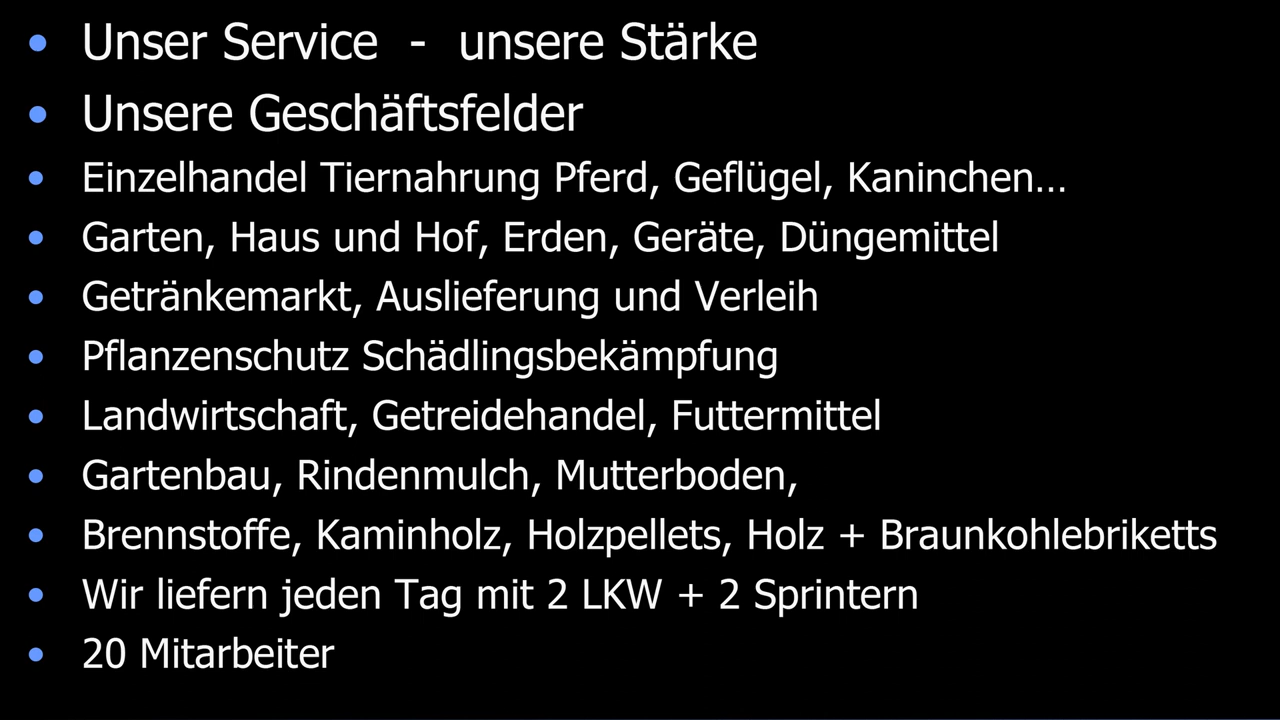 • Unser Service  -  unsere Stärke
• Unsere Geschäftsfelder
• Einzelhandel Tiernahrung Pferd, Geflügel, Kaninchen…
• Garten, Haus und Hof, Erden, Geräte, Düngemittel
• Getränkemarkt, Auslieferung und Verleih
• Pflanzenschutz Schädlingsbekämpfung
• Landwirtschaft, Getreidehandel, Futtermittel
• Gartenbau, Rindenmulch, Mutterboden,
• Brennstoffe, Kaminholz, Holzpellets, Holz + Braunkohlebriketts
• Wir liefern jeden Tag mit 2 LKW + 2 Sprintern
• 20 Mitarbeiter